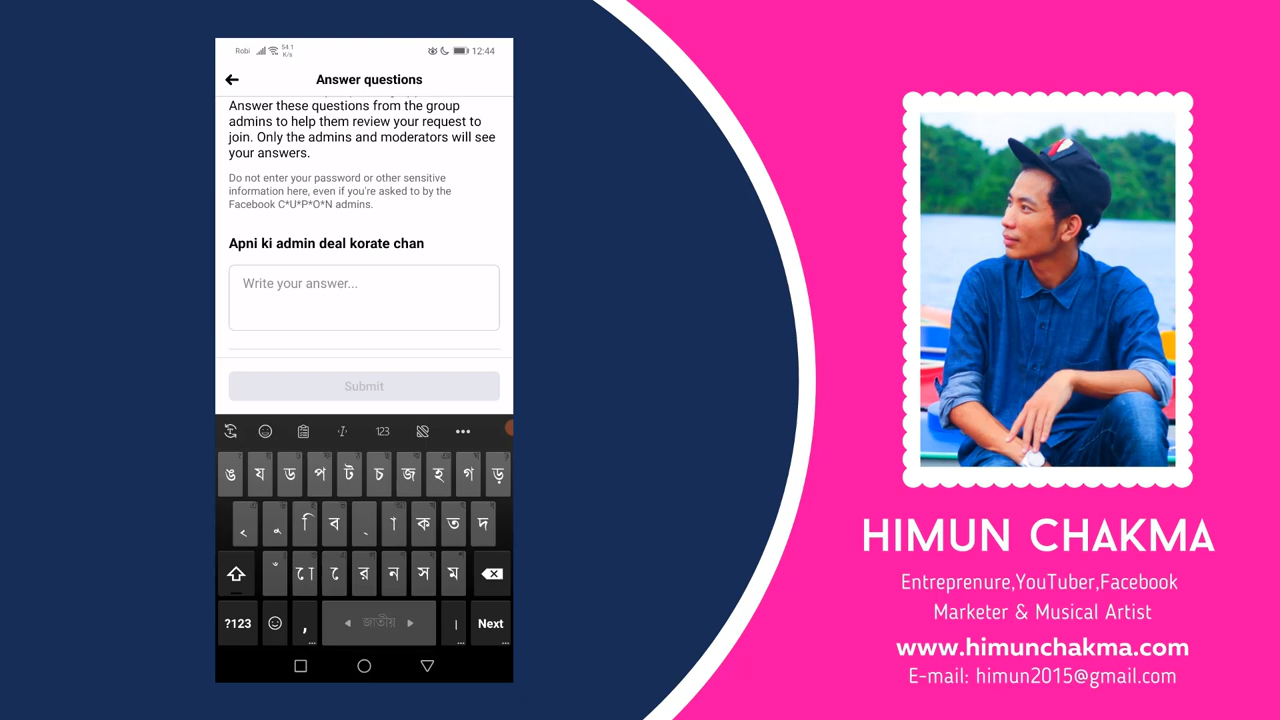 Robi 54 1 K/s 12:44
Answer questions
Answer these questions from the group
admins to help them review your request to
join. Only the admins and moderators will see
your answers.
Do not enter your password or other sensitive
information here, even if you're asked to by the
Facebook C*U*P*O*N admins.
Apni ki admin deal korate chan
Write your answer...
Submit
123
ঙ য ড প ট চ জ হ গ ড়
ৃ ু ি ব ্ া ক ত দ
ঁ ো ে র ন স ম
?123 , জাতীয় । Next
HIMUN CHAKMA
Entreprenure,YouTuber,Facebook
Marketer & Musical Artist
www.himunchakma.com
E-mail: himun2015@gmail.com